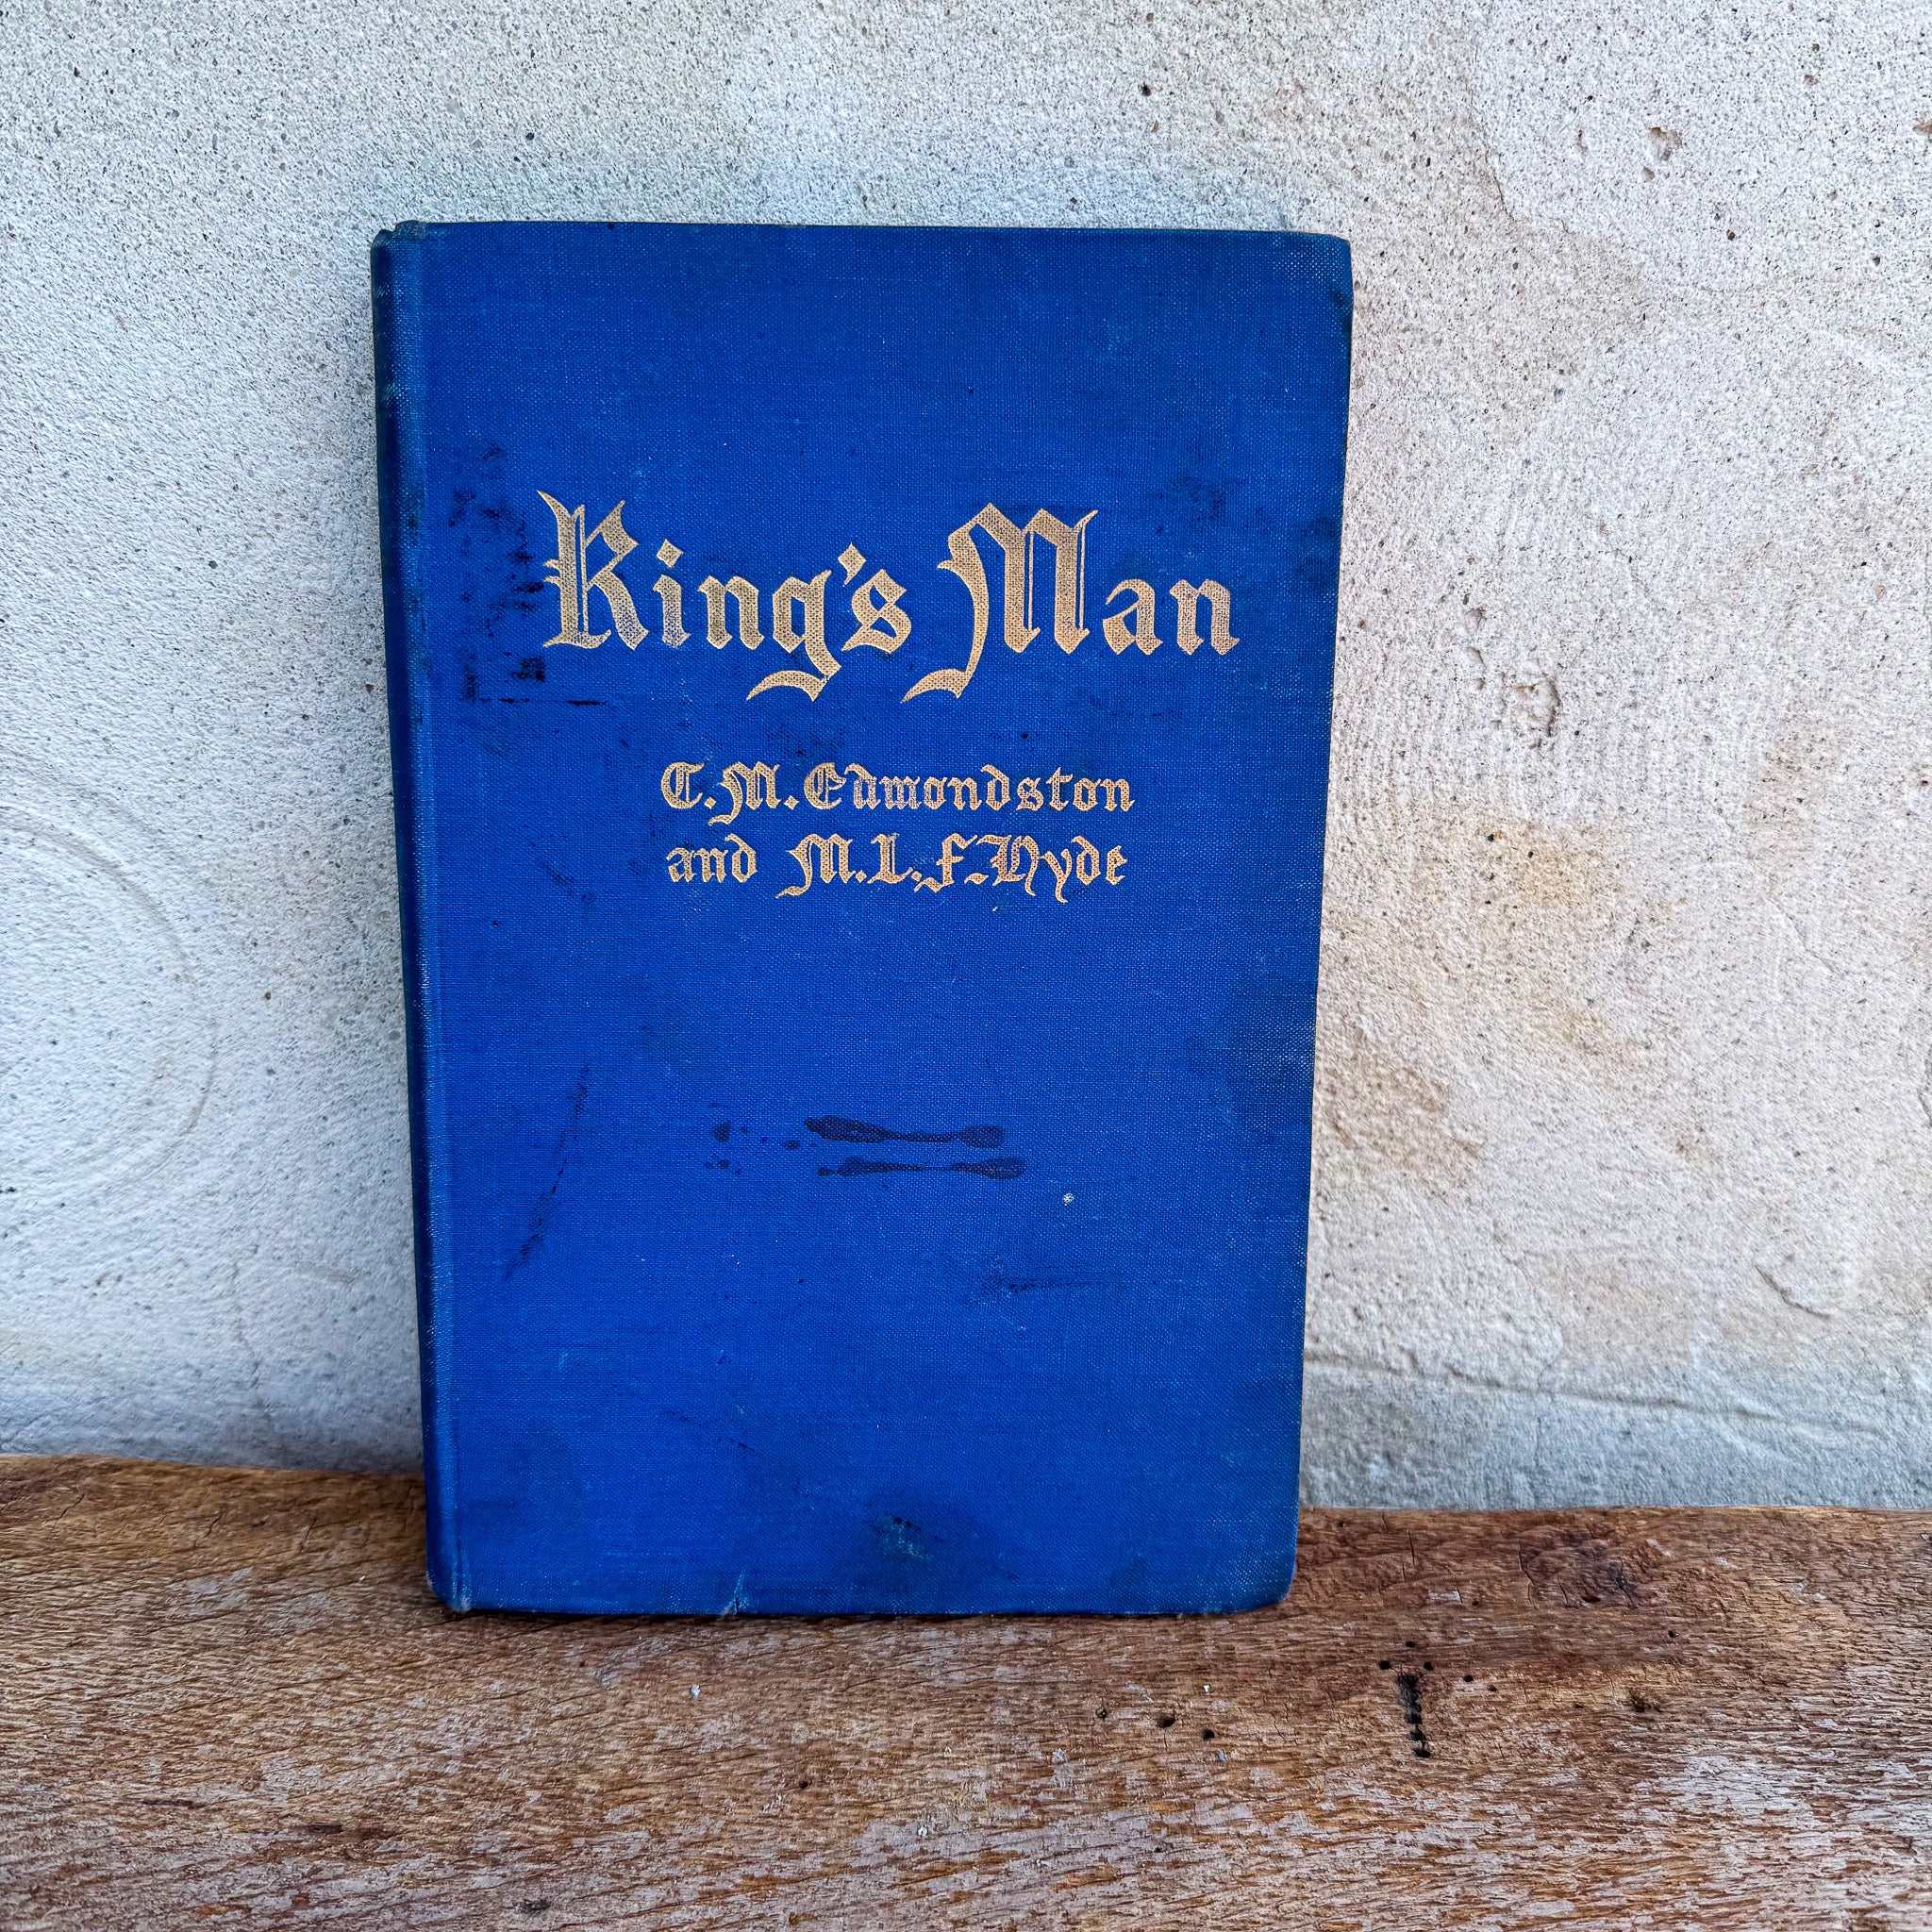 King's Man
C. M. Edmondston
and M. L. F. Hyde